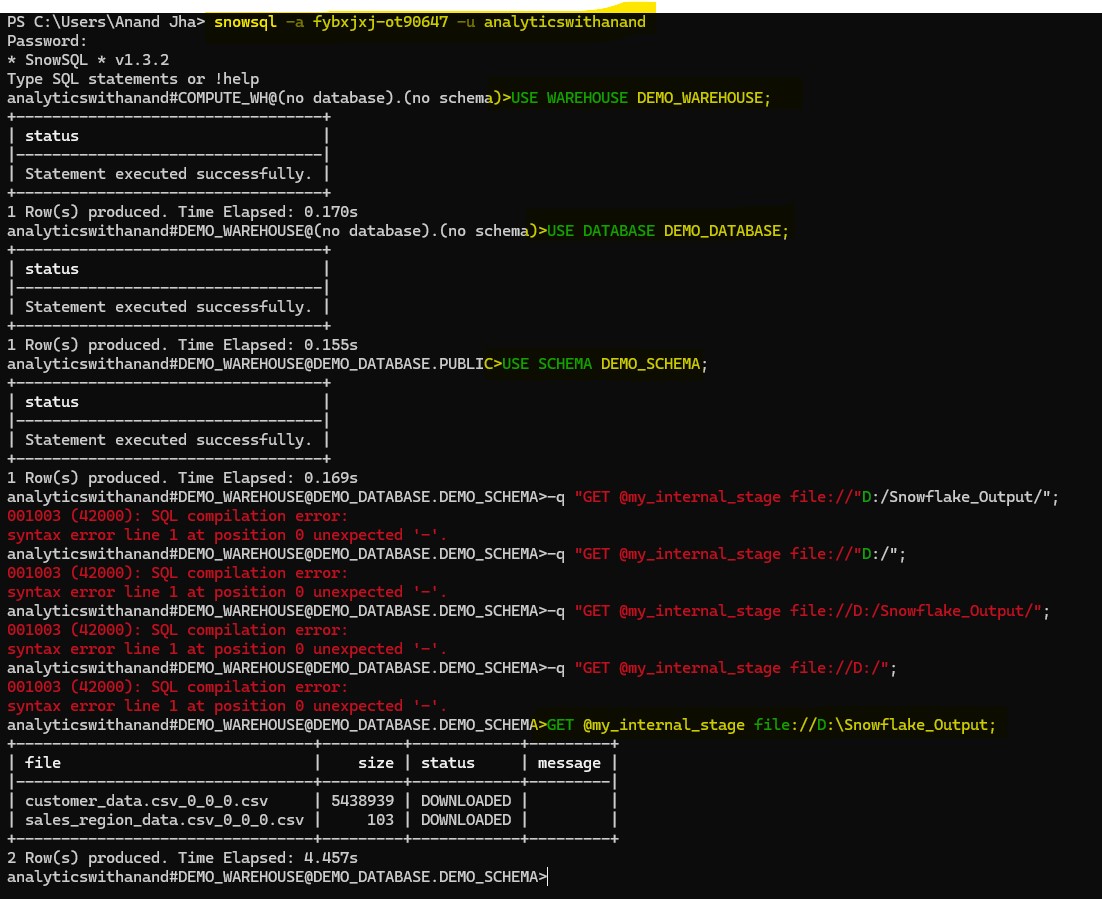 PS C:\Users\Anand Jha> snowsql -a fybxjxj-ot90647 -u analyticswithanand
Password:
* SnowSQL * v1.3.2
Type SQL statements or !help
analyticswithanand#COMPUTE_WH@(no database).(no schema)>USE WAREHOUSE DEMO_WAREHOUSE;
+----------------------------------+
| status                           |
|----------------------------------|
| Statement executed successfully. |
+----------------------------------+
1 Row(s) produced. Time Elapsed: 0.170s
analyticswithanand#DEMO_WAREHOUSE@(no database).(no schema)>USE DATABASE DEMO_DATABASE;
+----------------------------------+
| status                           |
|----------------------------------|
| Statement executed successfully. |
+----------------------------------+
1 Row(s) produced. Time Elapsed: 0.155s
analyticswithanand#DEMO_WAREHOUSE@DEMO_DATABASE.PUBLIC>USE SCHEMA DEMO_SCHEMA;
+----------------------------------+
| status                           |
|----------------------------------|
| Statement executed successfully. |
+----------------------------------+
1 Row(s) produced. Time Elapsed: 0.169s
analyticswithanand#DEMO_WAREHOUSE@DEMO_DATABASE.DEMO_SCHEMA>-q "GET @my_internal_stage file://"D:/Snowflake_Output/";
001003 (42000): SQL compilation error:
syntax error line 1 at position 0 unexpected '-'.
analyticswithanand#DEMO_WAREHOUSE@DEMO_DATABASE.DEMO_SCHEMA>-q "GET @my_internal_stage file://"D:/";
001003 (42000): SQL compilation error:
syntax error line 1 at position 0 unexpected '-'.
analyticswithanand#DEMO_WAREHOUSE@DEMO_DATABASE.DEMO_SCHEMA>-q "GET @my_internal_stage file://D:/Snowflake_Output/";
001003 (42000): SQL compilation error:
syntax error line 1 at position 0 unexpected '-'.
analyticswithanand#DEMO_WAREHOUSE@DEMO_DATABASE.DEMO_SCHEMA>-q "GET @my_internal_stage file://D:/";
001003 (42000): SQL compilation error:
syntax error line 1 at position 0 unexpected '-'.
analyticswithanand#DEMO_WAREHOUSE@DEMO_DATABASE.DEMO_SCHEMA>GET @my_internal_stage file://D:\Snowflake_Output;
+---------------------------------+---------+------------+---------+
| file                            |    size | status     | message |
|---------------------------------+---------+------------+---------|
| customer_data.csv_0_0_0.csv     | 5438939 | DOWNLOADED |         |
| sales_region_data.csv_0_0_0.csv |     103 | DOWNLOADED |         |
+---------------------------------+---------+------------+---------+
2 Row(s) produced. Time Elapsed: 4.457s
analyticswithanand#DEMO_WAREHOUSE@DEMO_DATABASE.DEMO_SCHEMA>